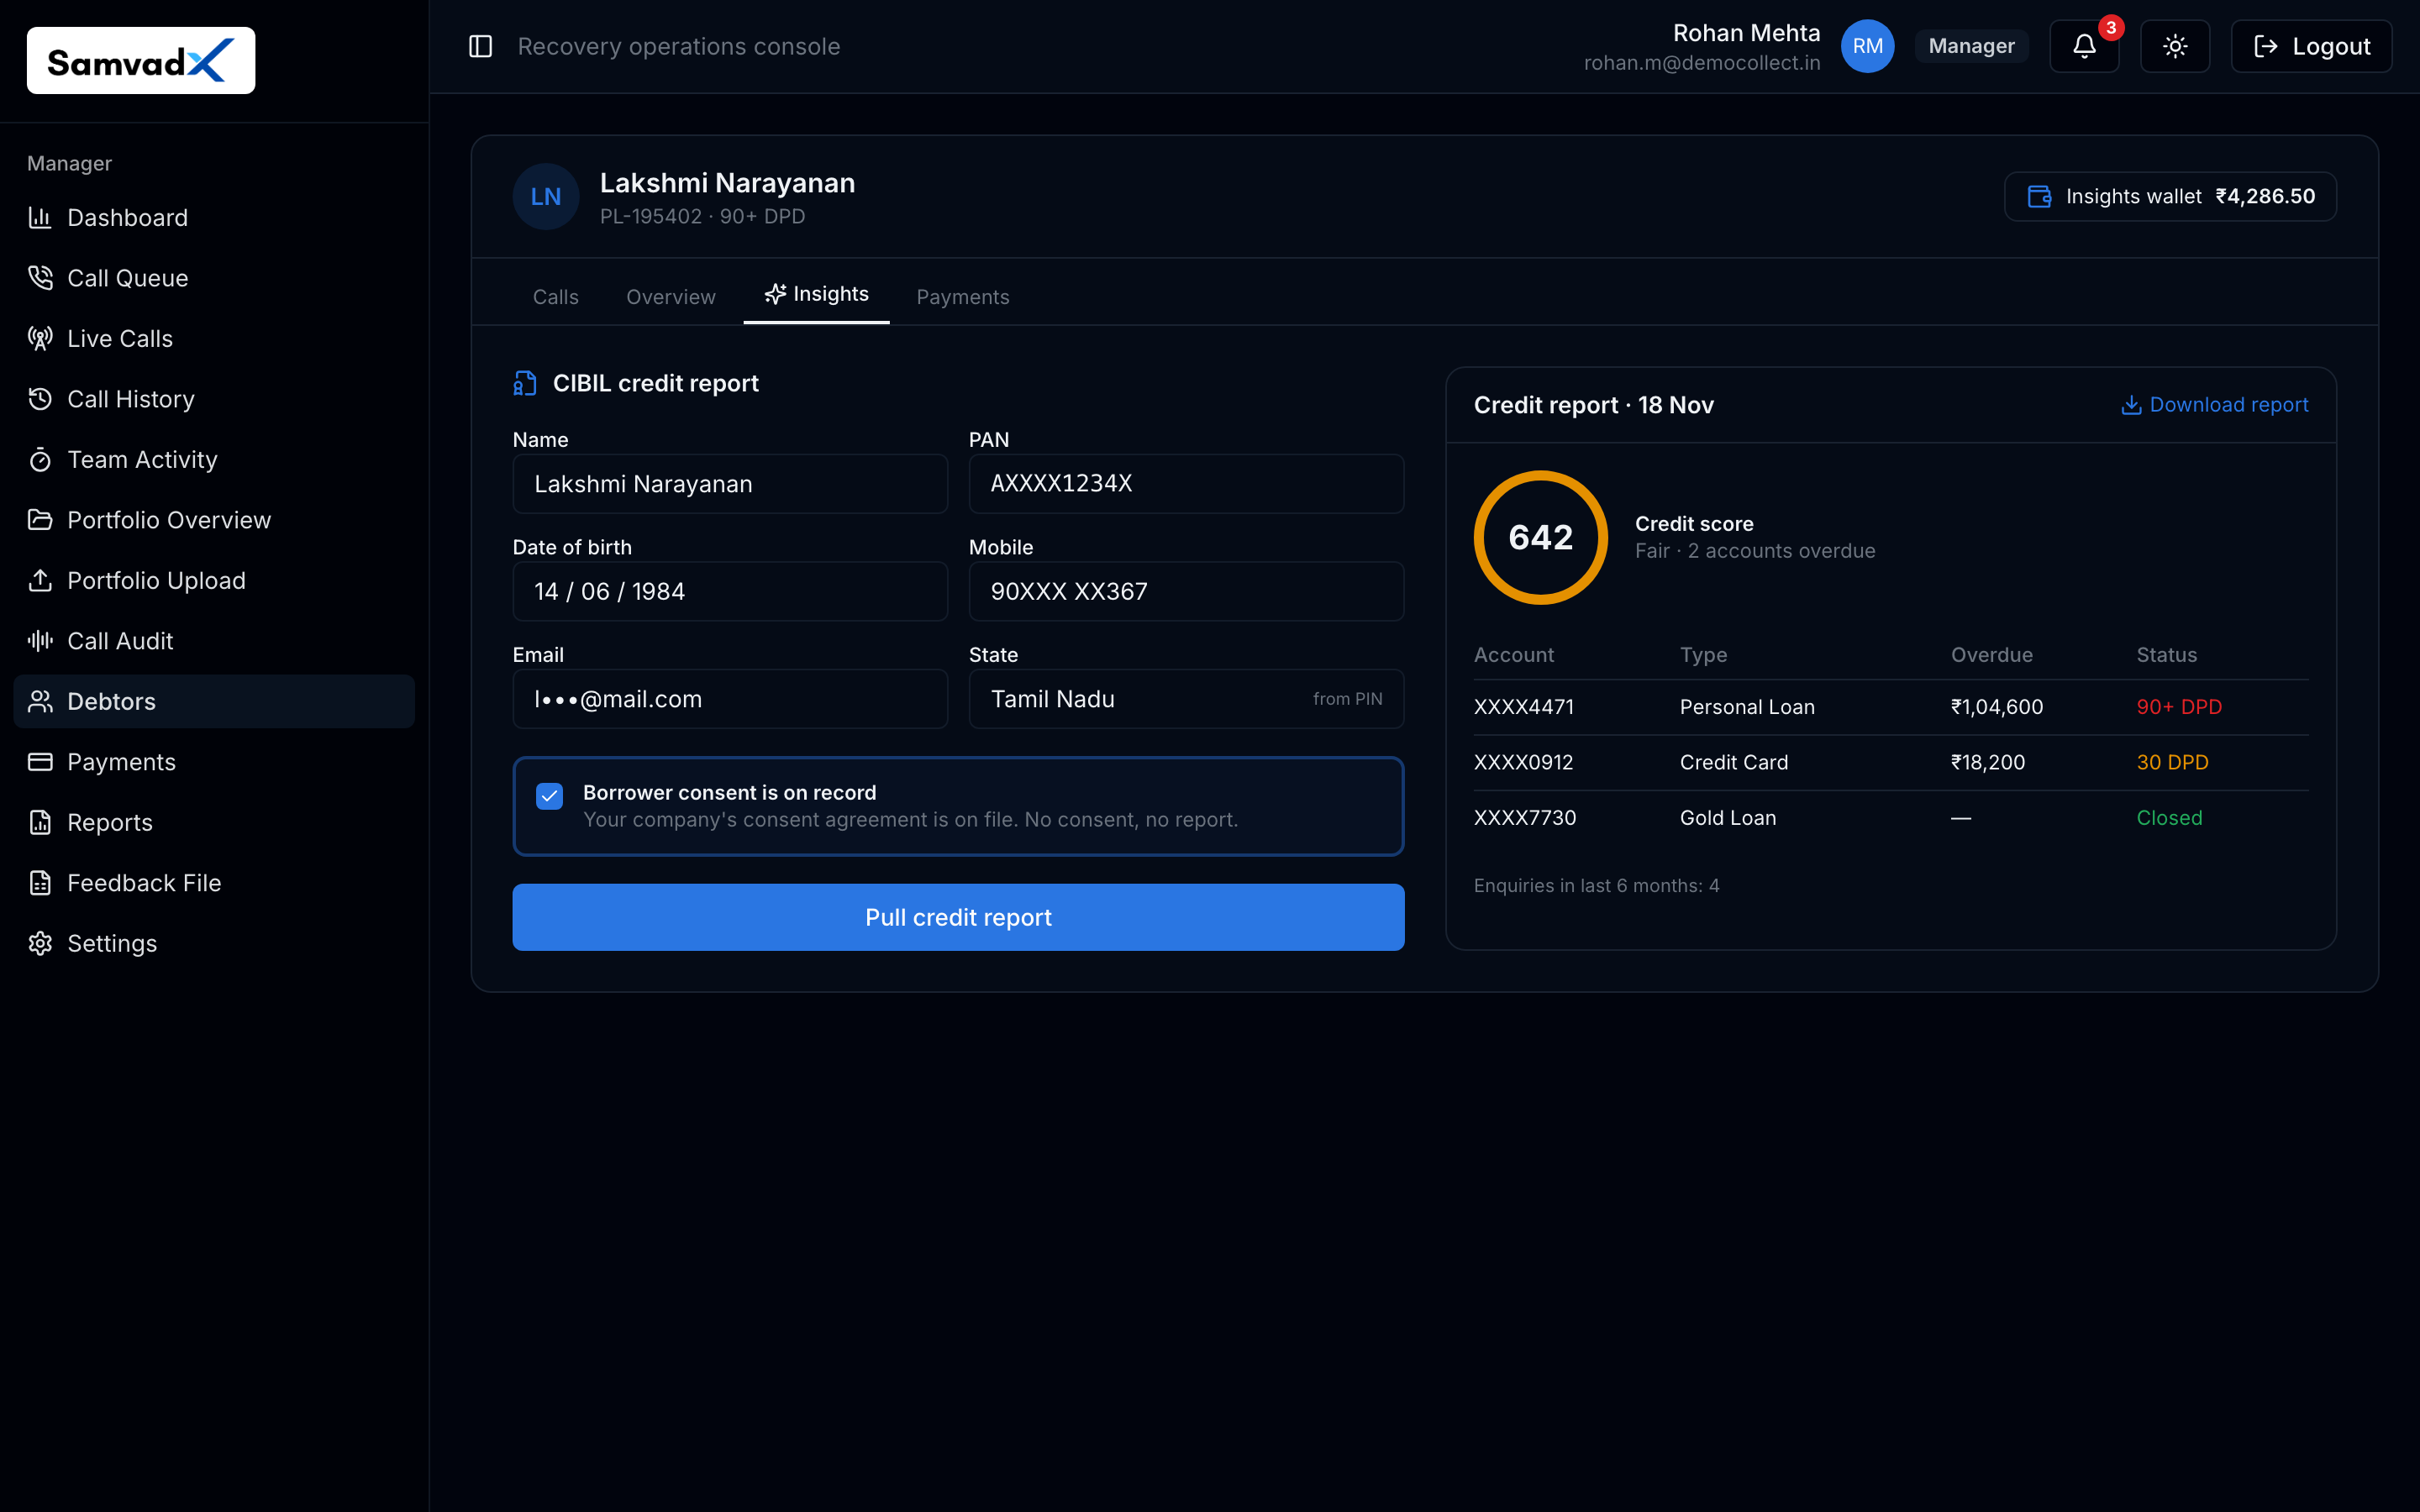 SamvadX
Manager
Dashboard
Call Queue
Live Calls
Call History
Team Activity
Portfolio Overview
Portfolio Upload
Call Audit
Debtors
Payments
Reports
Feedback File
Settings
Recovery operations console
Rohan Mehta
rohan.m@democollect.in
RM
Manager
3
Logout
LN
Lakshmi Narayanan
PL-195402 · 90+ DPD
Insights wallet ₹4,286.50
Calls Overview Insights Payments
CIBIL credit report
Name PAN
Lakshmi Narayanan AXXXX1234X
Date of birth Mobile
14 / 06 / 1984 90XXX XX367
Email State
l•••@mail.com Tamil Nadu from PIN
Borrower consent is on record
Your company's consent agreement is on file. No consent, no report.
Pull credit report
Credit report · 18 Nov Download report
642
Credit score
Fair · 2 accounts overdue
Account Type Overdue Status
XXXX4471 Personal Loan ₹1,04,600 90+ DPD
XXXX0912 Credit Card ₹18,200 30 DPD
XXXX7730 Gold Loan — Closed
Enquiries in last 6 months: 4